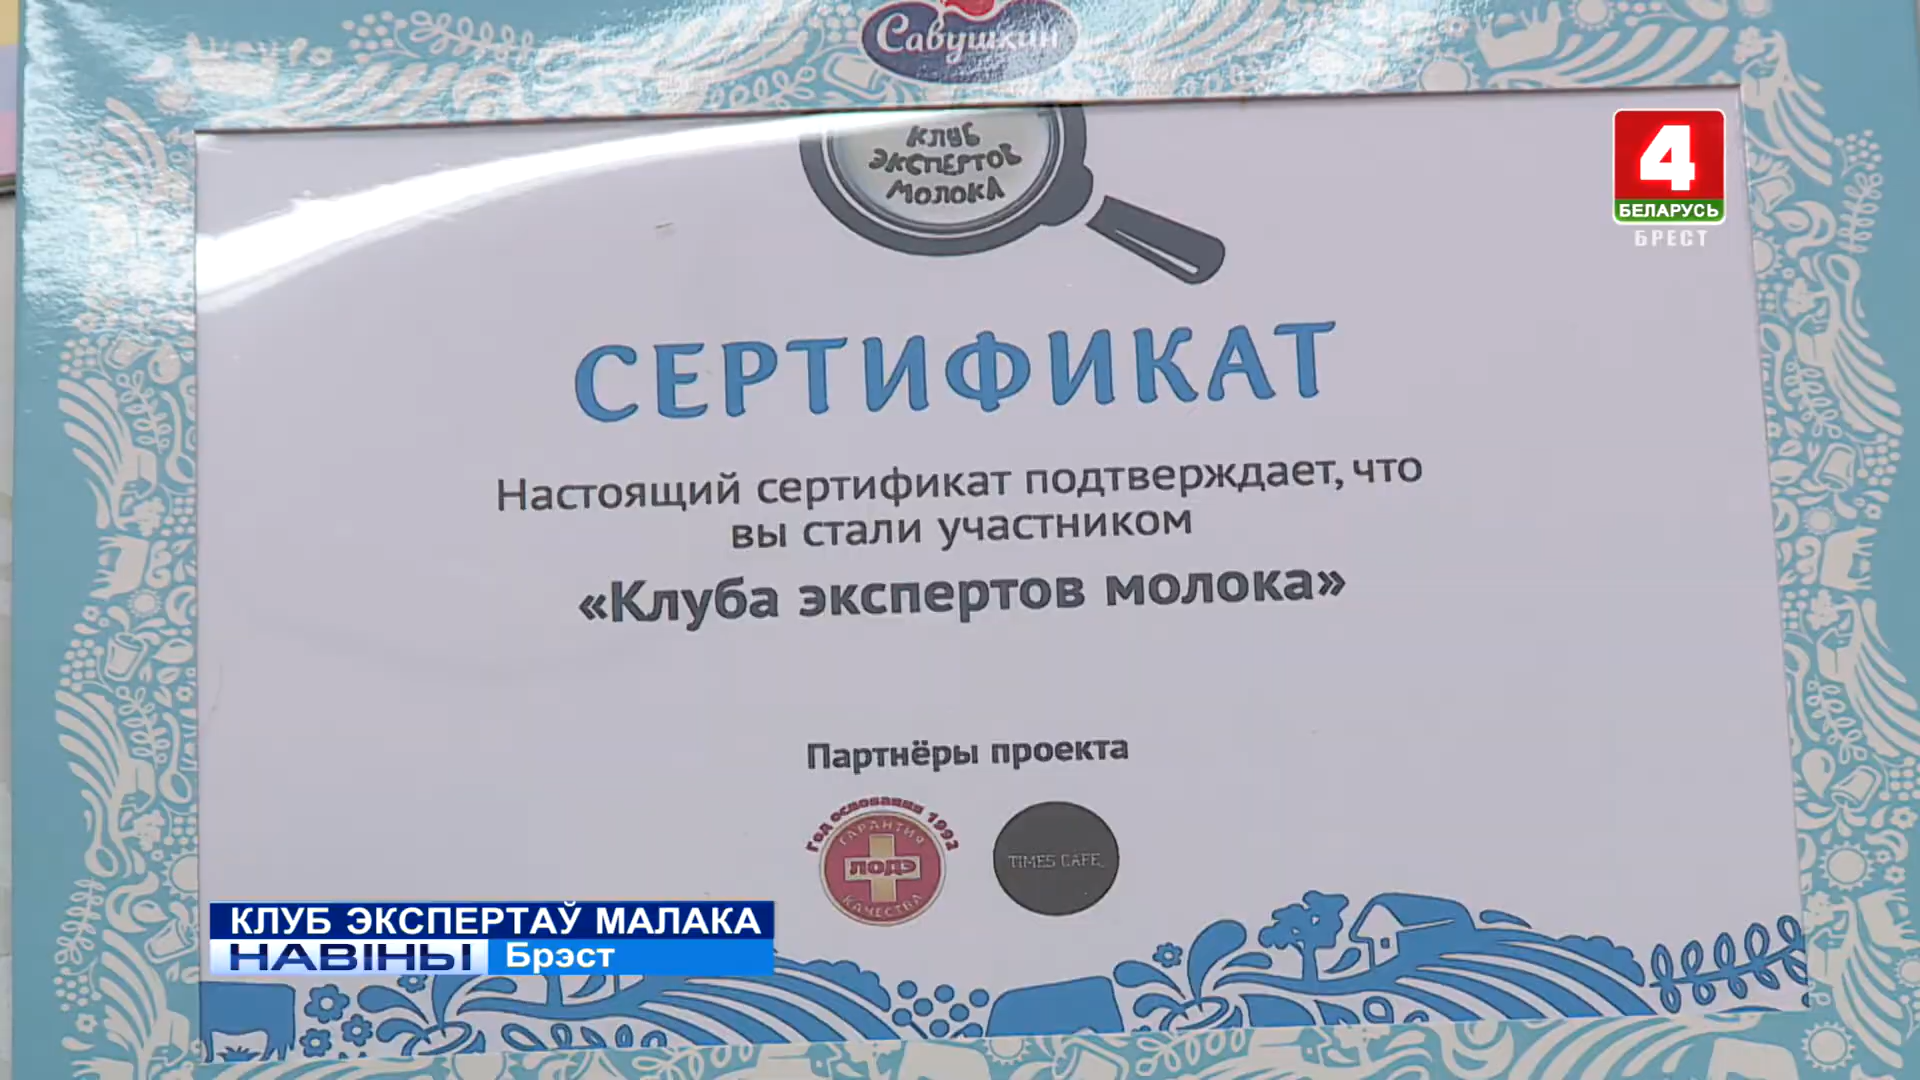 Савушкин
КЛУБ
ЭКСПЕРТОВ
МОЛОКА
4
БЕЛАРУСЬ
БРЕСТ
СЕРТИФИКАТ
Настоящий сертификат подтверждает, что
вы стали участником
«Клуба экспертов молока»
Партнёры проекта
Год основания 1992
ГАРАНТИЯ
ЛОДЭ
КАЧЕСТВА
TIMES CAFE
КЛУБ ЭКСПЕРТАЎ МАЛАКА
НАВІНЫ Брэст